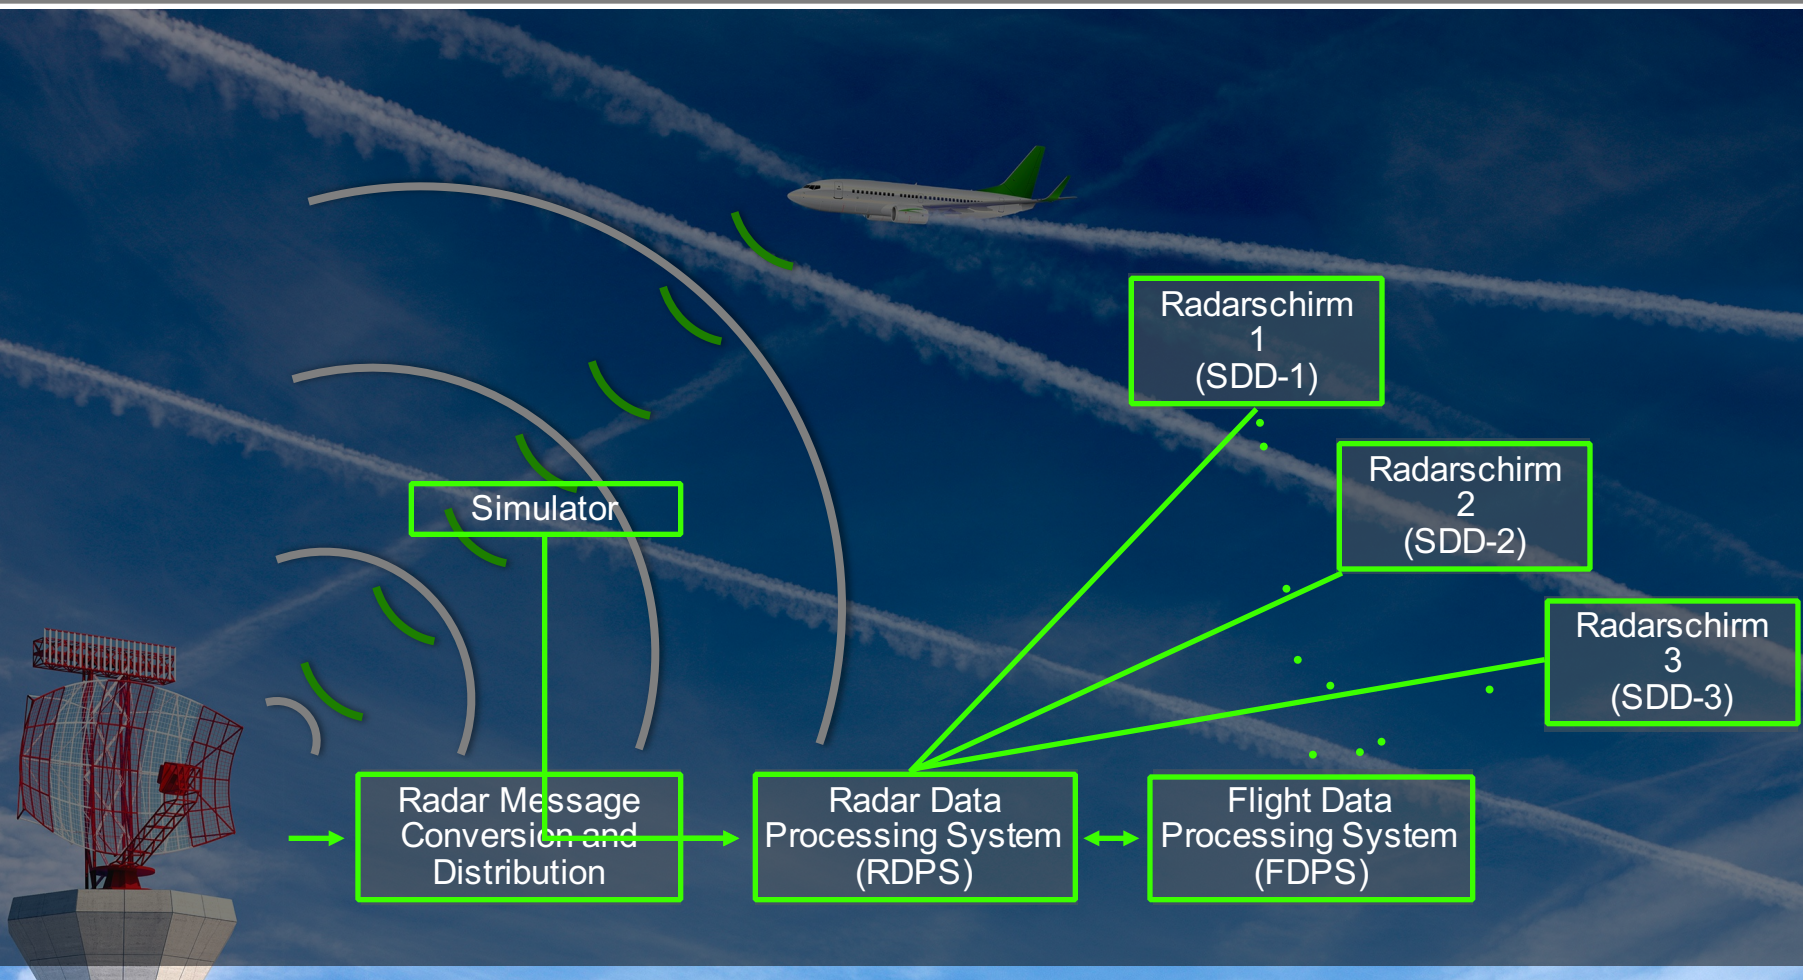 Radarschirm
1
(SDD-1)
Radarschirm
2
(SDD-2)
Simulator
Radarschirm
3
(SDD-3)
Radar Message
Conversion and
Distribution
Radar Data
Processing System
(RDPS)
Flight Data
Processing System
(FDPS)